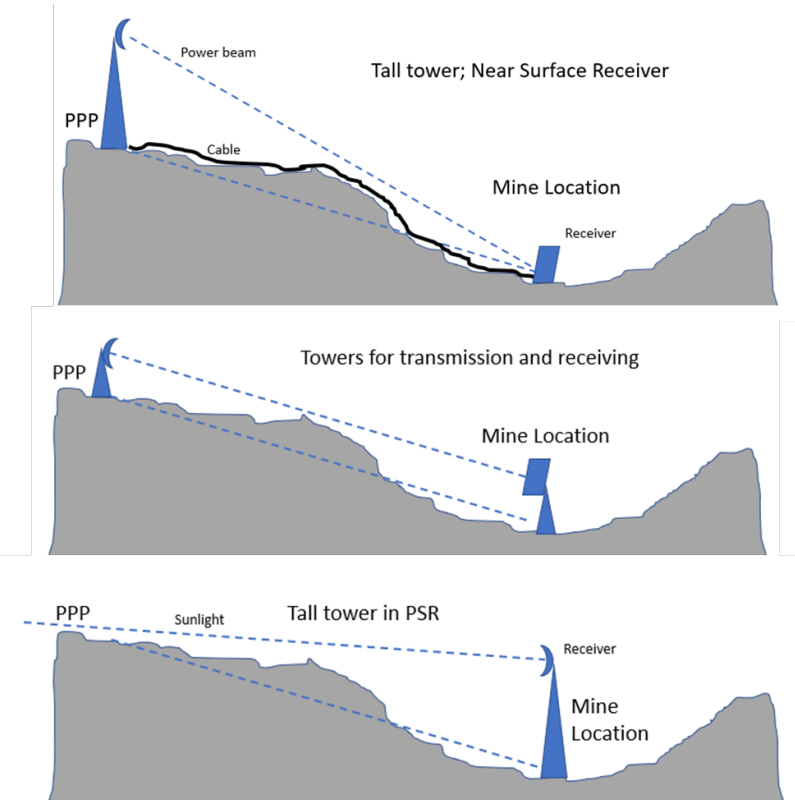 Power beam
Tall tower; Near Surface Receiver
PPP
Cable
Mine Location
Receiver
Towers for transmission and receiving
PPP
Mine Location
PPP
Sunlight
Tall tower in PSR
Receiver
Mine
Location